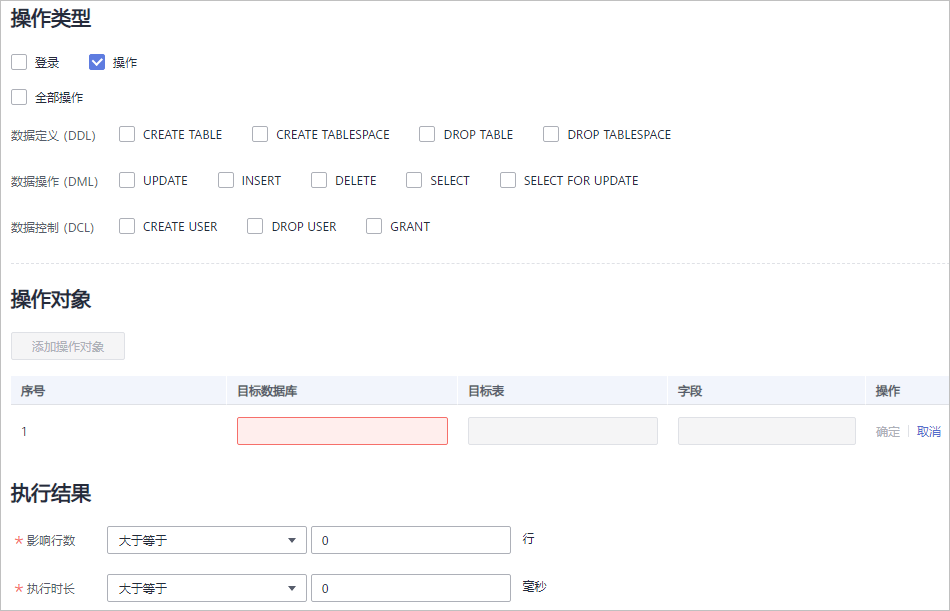 操作类型
登录 操作
全部操作
数据定义 (DDL) CREATE TABLE CREATE TABLESPACE DROP TABLE DROP TABLESPACE
数据操作 (DML) UPDATE INSERT DELETE SELECT SELECT FOR UPDATE
数据控制 (DCL) CREATE USER DROP USER GRANT
操作对象
添加操作对象
序号 目标数据库 目标表 字段 操作
1 确定 取消
执行结果
* 影响行数 大于等于 0 行
* 执行时长 大于等于 0 毫秒